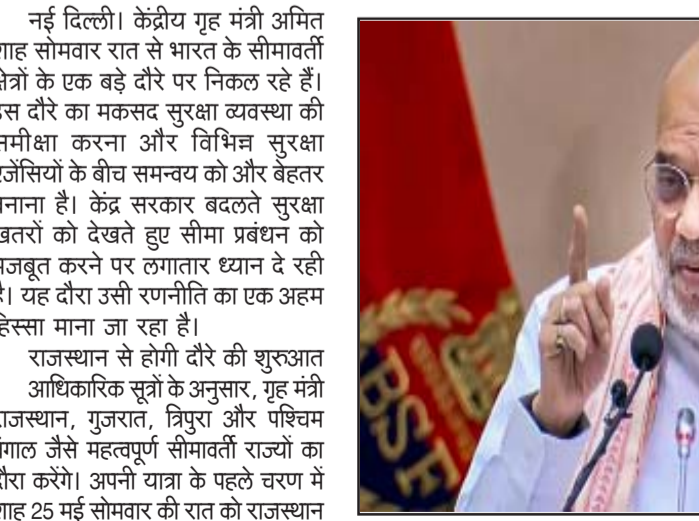 नई दिल्ली। केंद्रीय गृह मंत्री अमित
शाह सोमवार रात से भारत के सीमावर्ती
क्षेत्रों के एक बड़े दौरे पर निकल रहे हैं।
इस दौरे का मकसद सुरक्षा व्यवस्था की
समीक्षा करना और विभिन्न सुरक्षा
एजेंसियों के बीच समन्वय को और बेहतर
बनाना है। केंद्र सरकार बदलते सुरक्षा
खतरों को देखते हुए सीमा प्रबंधन को
मजबूत करने पर लगातार ध्यान दे रही
है। यह दौरा उसी रणनीति का एक अहम
हिस्सा माना जा रहा है।
राजस्थान से होगी दौरे की शुरुआत
आधिकारिक सूत्रों के अनुसार, गृह मंत्री
राजस्थान, गुजरात, त्रिपुरा और पश्चिम
बंगाल जैसे महत्वपूर्ण सीमावर्ती राज्यों का
दौरा करेंगे। अपनी यात्रा के पहले चरण में
शाह 25 मई सोमवार की रात को राजस्थान
BSF